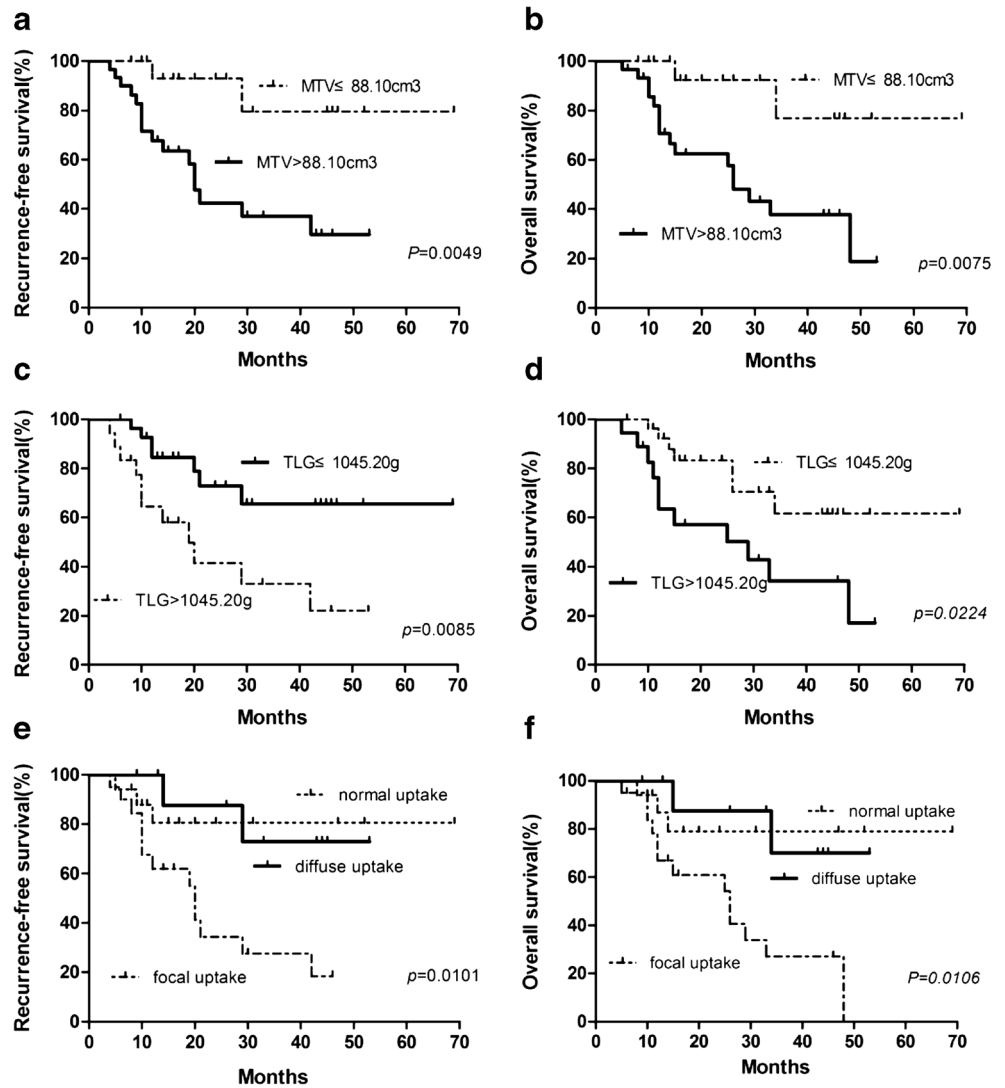 a
Recurrence-free survival(%)
100
80
60
40
20
0
MTV≤ 88.10cm3
MTV>88.10cm3
P=0.0049
0 10 20 30 40 50 60 70
Months
b
Overall survival(%)
100
80
60
40
20
0
MTV≤ 88.10cm3
MTV>88.10cm3
p=0.0075
0 10 20 30 40 50 60 70
Months
c
Recurrence-free survival(%)
100
80
60
40
20
0
TLG≤ 1045.20g
TLG>1045.20g
p=0.0085
0 10 20 30 40 50 60 70
Months
d
Overall survival(%)
100
80
60
40
20
0
TLG≤ 1045.20g
TLG>1045.20g
p=0.0224
0 10 20 30 40 50 60 70
Months
e
Recurrence-free survival(%)
100
80
60
40
20
0
normal uptake
diffuse uptake
focal uptake
p=0.0101
0 10 20 30 40 50 60 70
Months
f
Overall survival(%)
100
80
60
40
20
0
normal uptake
diffuse uptake
focal uptake
P=0.0106
0 10 20 30 40 50 60 70
Months